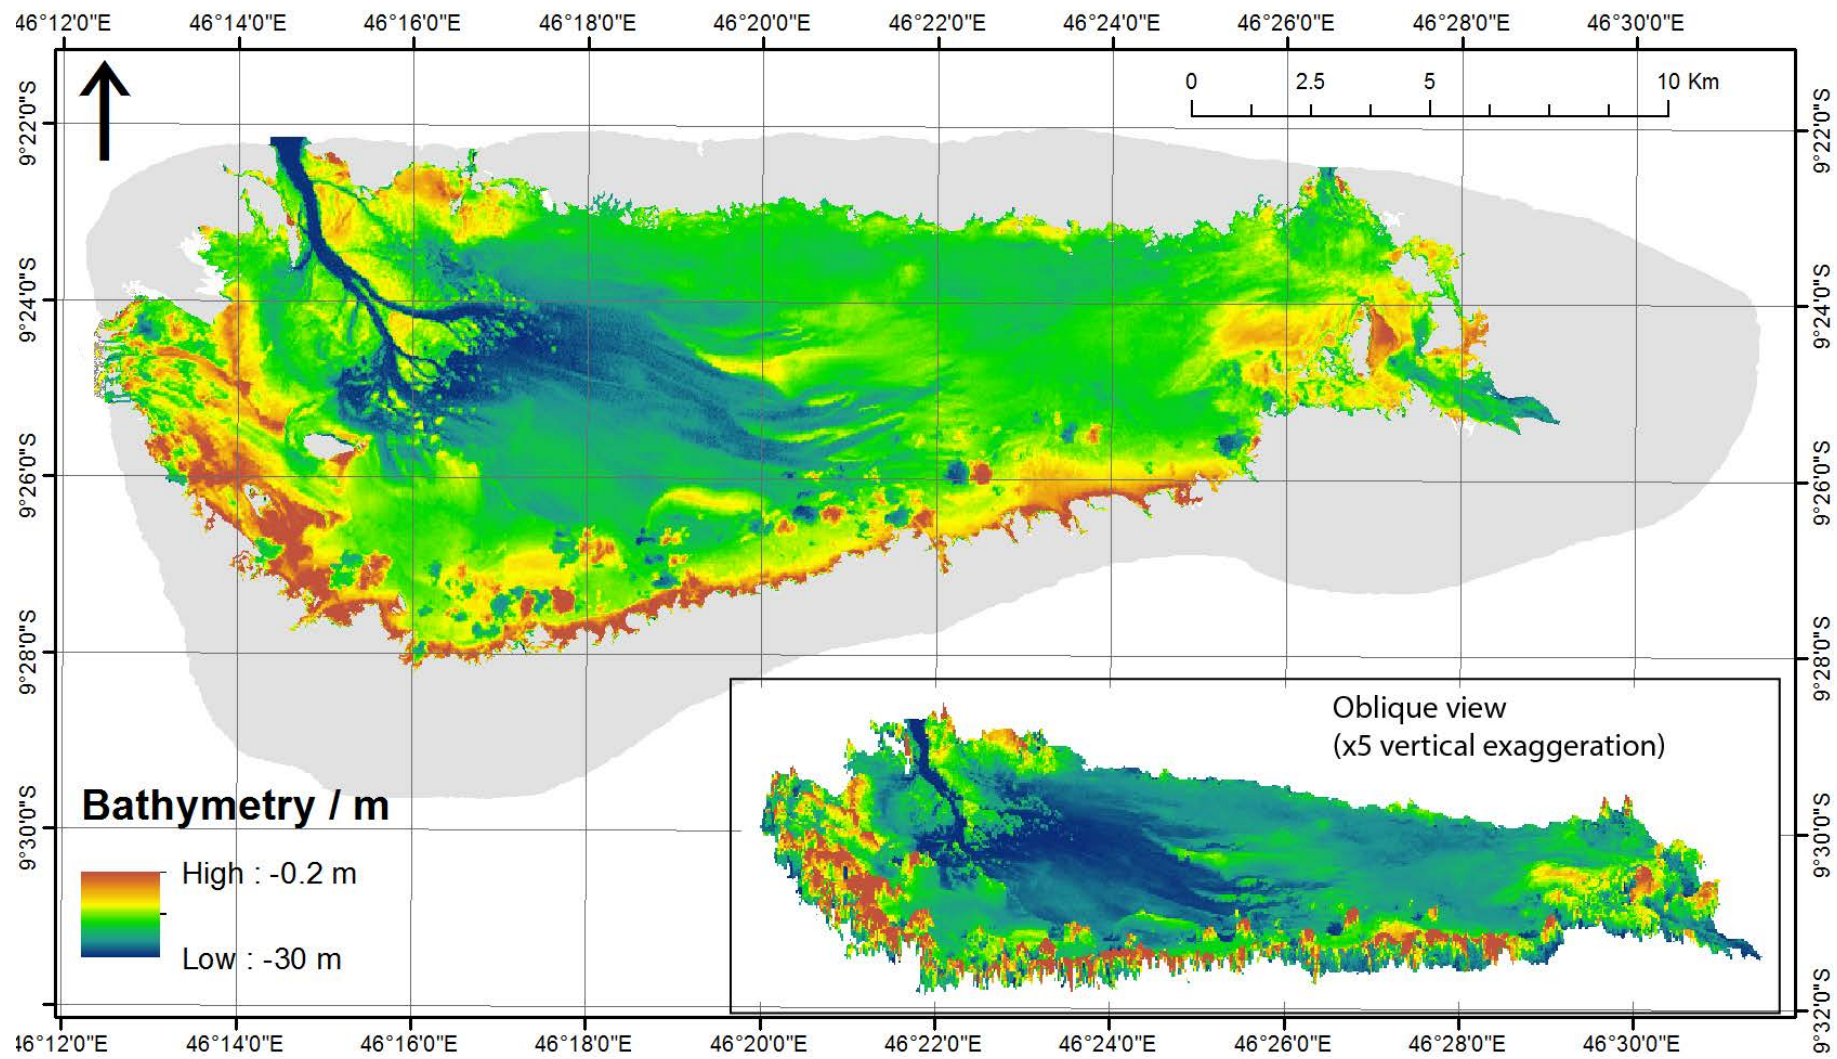 46°12'0"E 46°14'0"E 46°16'0"E 46°18'0"E 46°20'0"E 46°22'0"E 46°24'0"E 46°26'0"E 46°28'0"E 46°30'0"E
0 2.5 5 10 Km
9°22'0"S 9°22'0"S
9°24'0"S 9°24'0"S
9°26'0"S 9°26'0"S
9°28'0"S 9°28'0"S
Oblique view
(x5 vertical exaggeration)
Bathymetry / m
9°30'0"S 9°30'0"S
High : -0.2 m
Low : -30 m
9°32'0"S
46°12'0"E 46°14'0"E 46°16'0"E 46°18'0"E 46°20'0"E 46°22'0"E 46°24'0"E 46°26'0"E 46°28'0"E 46°30'0"E